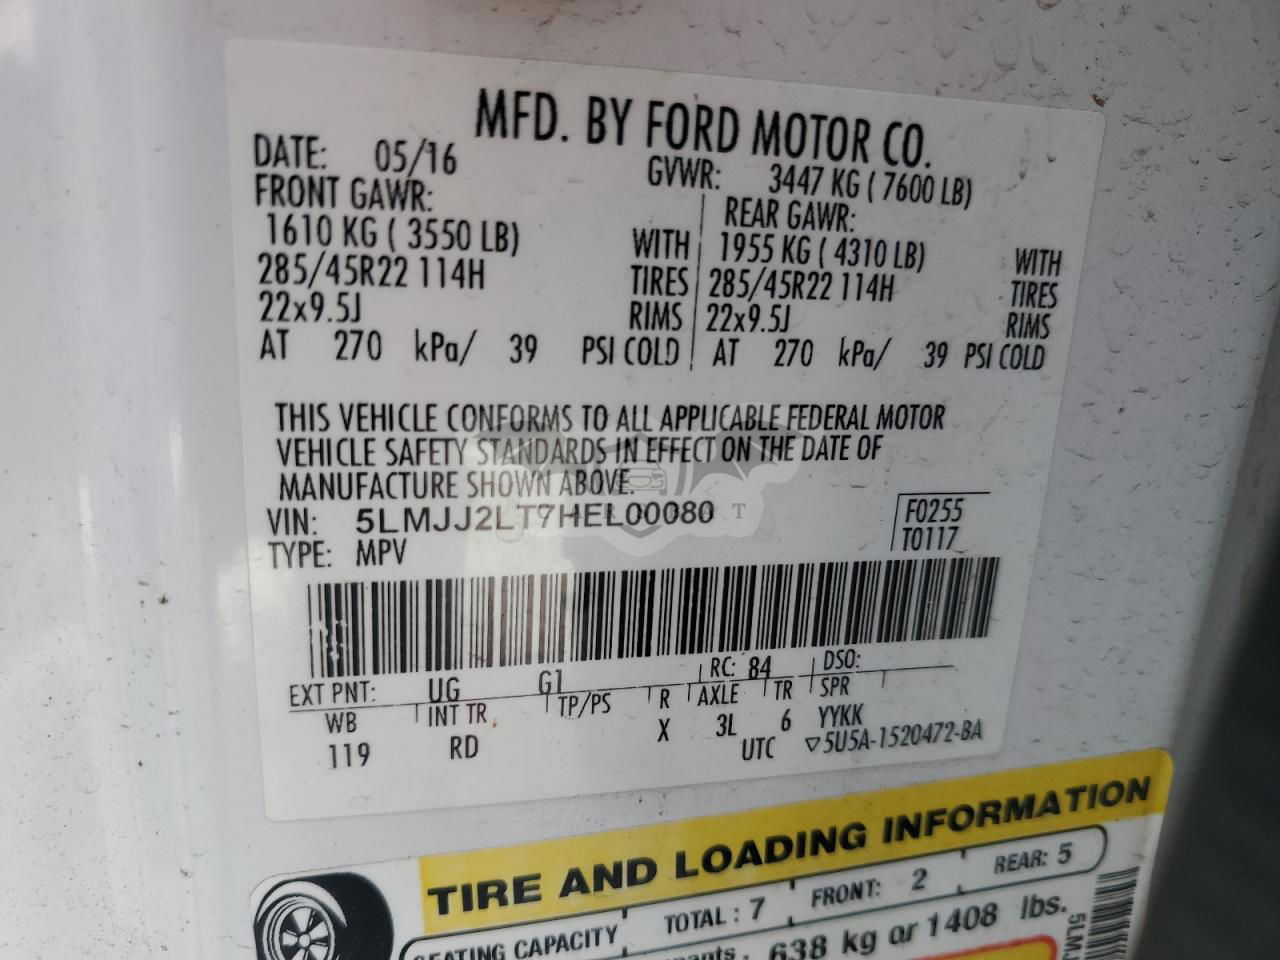 MFD. BY FORD MOTOR CO.
DATE: 05/16 GVWR: 3447 KG ( 7600 LB)
FRONT GAWR: REAR GAWR:
1610 KG ( 3550 LB) WITH 1955 KG ( 4310 LB) WITH
285/45R22 114H TIRES 285/45R22 114H TIRES
22x9.5J RIMS 22x9.5J RIMS
AT 270 kPa/ 39 PSI COLD AT 270 kPa/ 39 PSI COLD
THIS VEHICLE CONFORMS TO ALL APPLICABLE FEDERAL MOTOR
VEHICLE SAFETY STANDARDS IN EFFECT ON THE DATE OF
MANUFACTURE SHOWN ABOVE.
VIN: 5LMJJ2LT7HEL00080 F0255
TYPE: MPV T0117
EXT PNT: UG G1 RC: 84 DSO:
WB INT TR TP/PS R AXLE TR SPR
119 RD X 3L 6 YYKK
UTC ▽5U5A-1520472-BA
TIRE AND LOADING INFORMATION
SEATING CAPACITY TOTAL : 7 FRONT: 2 REAR: 5
638 kg or 1408 lbs.
5LMJ